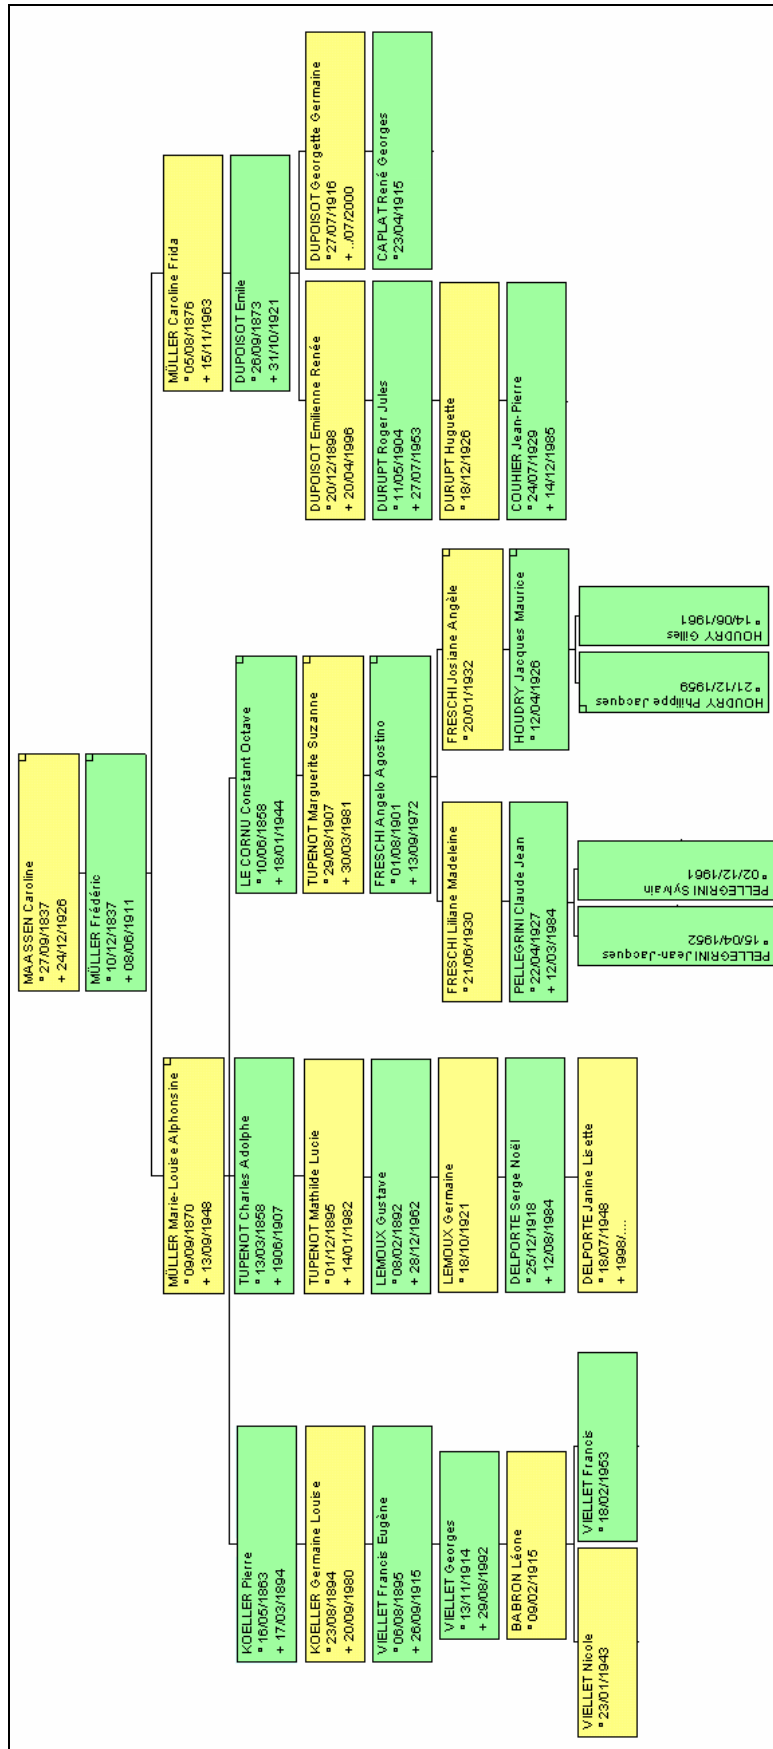 MAASSEN Caroline
° 27/09/1837
+ 24/12/1926
MÜLLER Frédéric
° 10/12/1837
+ 08/06/1911
MÜLLER Marie-Louise Alphonsine
° 09/09/1870
+ 13/09/1948
MÜLLER Caroline Frida
° 05/08/1876
+ 15/11/1963
DUPOISOT Emile
° 26/09/1873
+ 31/10/1921
KOELLER Pierre
° 16/05/1863
+ 17/03/1894
TUPENOT Charles Adolphe
° 13/03/1858
+ 1906/1907
LE CORNU Constant Octave
° 10/06/1858
+ 18/01/1944
KOELLER Germaine Louise
° 23/08/1894
+ 20/09/1980
TUPENOT Mathilde Lucie
° 01/12/1895
+ 14/01/1982
TUPENOT Marguerite Suzanne
° 29/08/1907
+ 30/03/1981
DUPOISOT Emilienne Renée
° 20/12/1898
+ 20/04/1996
DUPOISOT Georgette Germaine
° 27/07/1916
+ ../07/2000
VIELLET Francis Eugène
° 06/08/1895
+ 26/09/1915
LEMOUX Gustave
° 08/02/1892
+ 28/12/1962
FRESCHI Angelo Agostino
° 01/08/1901
+ 13/09/1972
DURUPT Roger Jules
° 11/05/1904
+ 27/07/1953
CAPLAT René Georges
° 23/04/1915
VIELLET Georges
° 13/11/1914
+ 29/08/1992
LEMOUX Germaine
° 18/10/1921
FRESCHI Liliane Madeleine
° 21/06/1930
FRESCHI Josiane Angèle
° 20/01/1932
DURUPT Huguette
° 18/12/1926
BABRON Léone
° 09/02/1915
DELPORTE Serge Noël
° 25/12/1918
+ 12/08/1984
PELLEGRINI Claude Jean
° 22/04/1927
+ 12/03/1984
HOUDRY Jacques Maurice
° 12/04/1926
COUHIER Jean-Pierre
° 24/07/1929
+ 14/12/1985
VIELLET Nicole
° 23/01/1943
VIELLET Francis
° 18/02/1953
DELPORTE Janine Lisette
° 18/07/1948
+ 1998/....
PELLEGRINI Jean-Jacques
° 15/04/1952
PELLEGRINI Sylvain
° 02/12/1961
HOUDRY Philippe Jacques
° 21/12/1959
HOUDRY Gilles
° 14/06/1961